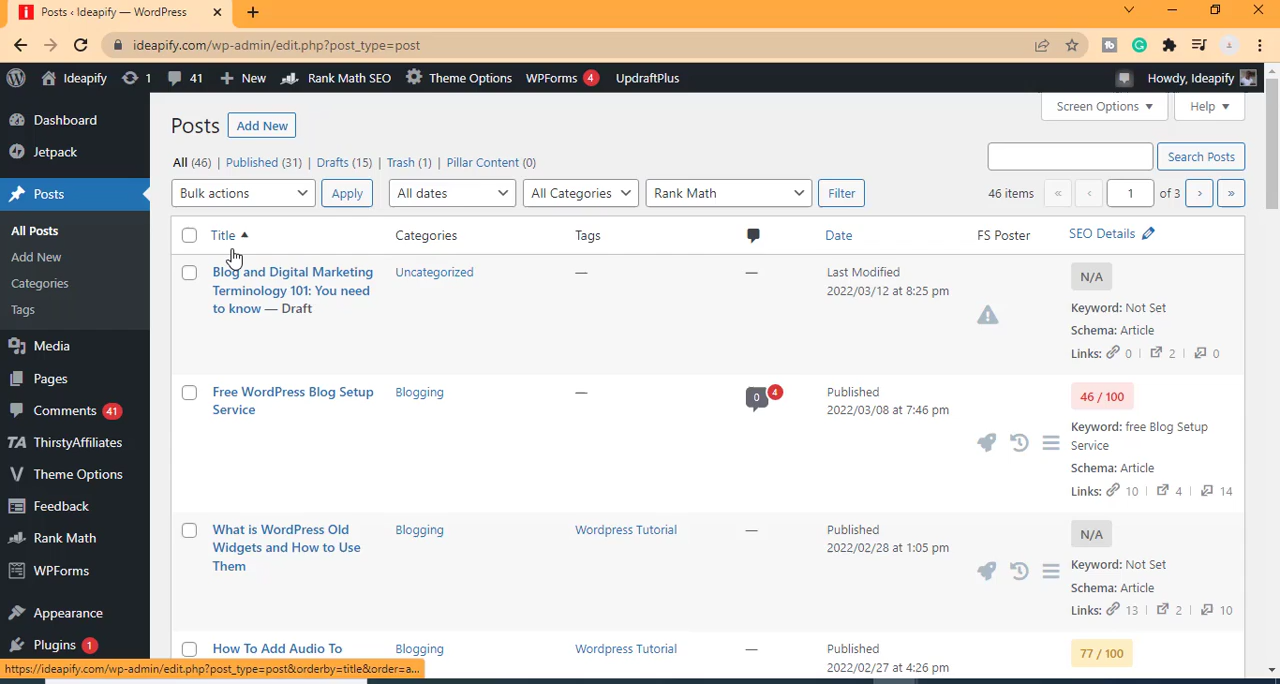 Posts ‹ Ideapify — WordPress
ideapify.com/wp-admin/edit.php?post_type=post
Ideapify 1 41 New Rank Math SEO Theme Options WPForms 4 UpdraftPlus Howdy, Ideapify
Screen Options Help
Dashboard
Jetpack
Posts
All Posts
Add New
Categories
Tags
Media
Pages
Comments 41
ThirstyAffiliates
Theme Options
Feedback
Rank Math
WPForms
Appearance
Plugins 1
Posts Add New
All (46) | Published (31) | Drafts (15) | Trash (1) | Pillar Content (0)
Search Posts
Bulk actions Apply All dates All Categories Rank Math Filter 46 items « ‹ 1 of 3 › »
Title Categories Tags Date FS Poster SEO Details
Blog and Digital Marketing
Terminology 101: You need
to know — Draft
Uncategorized
—
—
Last Modified
2022/03/12 at 8:25 pm
N/A
Keyword: Not Set
Schema: Article
Links: 0 | 2 | 0
Free WordPress Blog Setup
Service
Blogging
—
0 4
Published
2022/03/08 at 7:46 pm
46 / 100
Keyword: free Blog Setup
Service
Schema: Article
Links: 10 | 4 | 14
What is WordPress Old
Widgets and How to Use
Them
Blogging
Wordpress Tutorial
—
Published
2022/02/28 at 1:05 pm
N/A
Keyword: Not Set
Schema: Article
Links: 13 | 2 | 10
How To Add Audio To
Blogging
Wordpress Tutorial
—
Published
2022/02/27 at 4:26 pm
77 / 100
https://ideapify.com/wp-admin/edit.php?post_type=post&orderby=title&order=a...